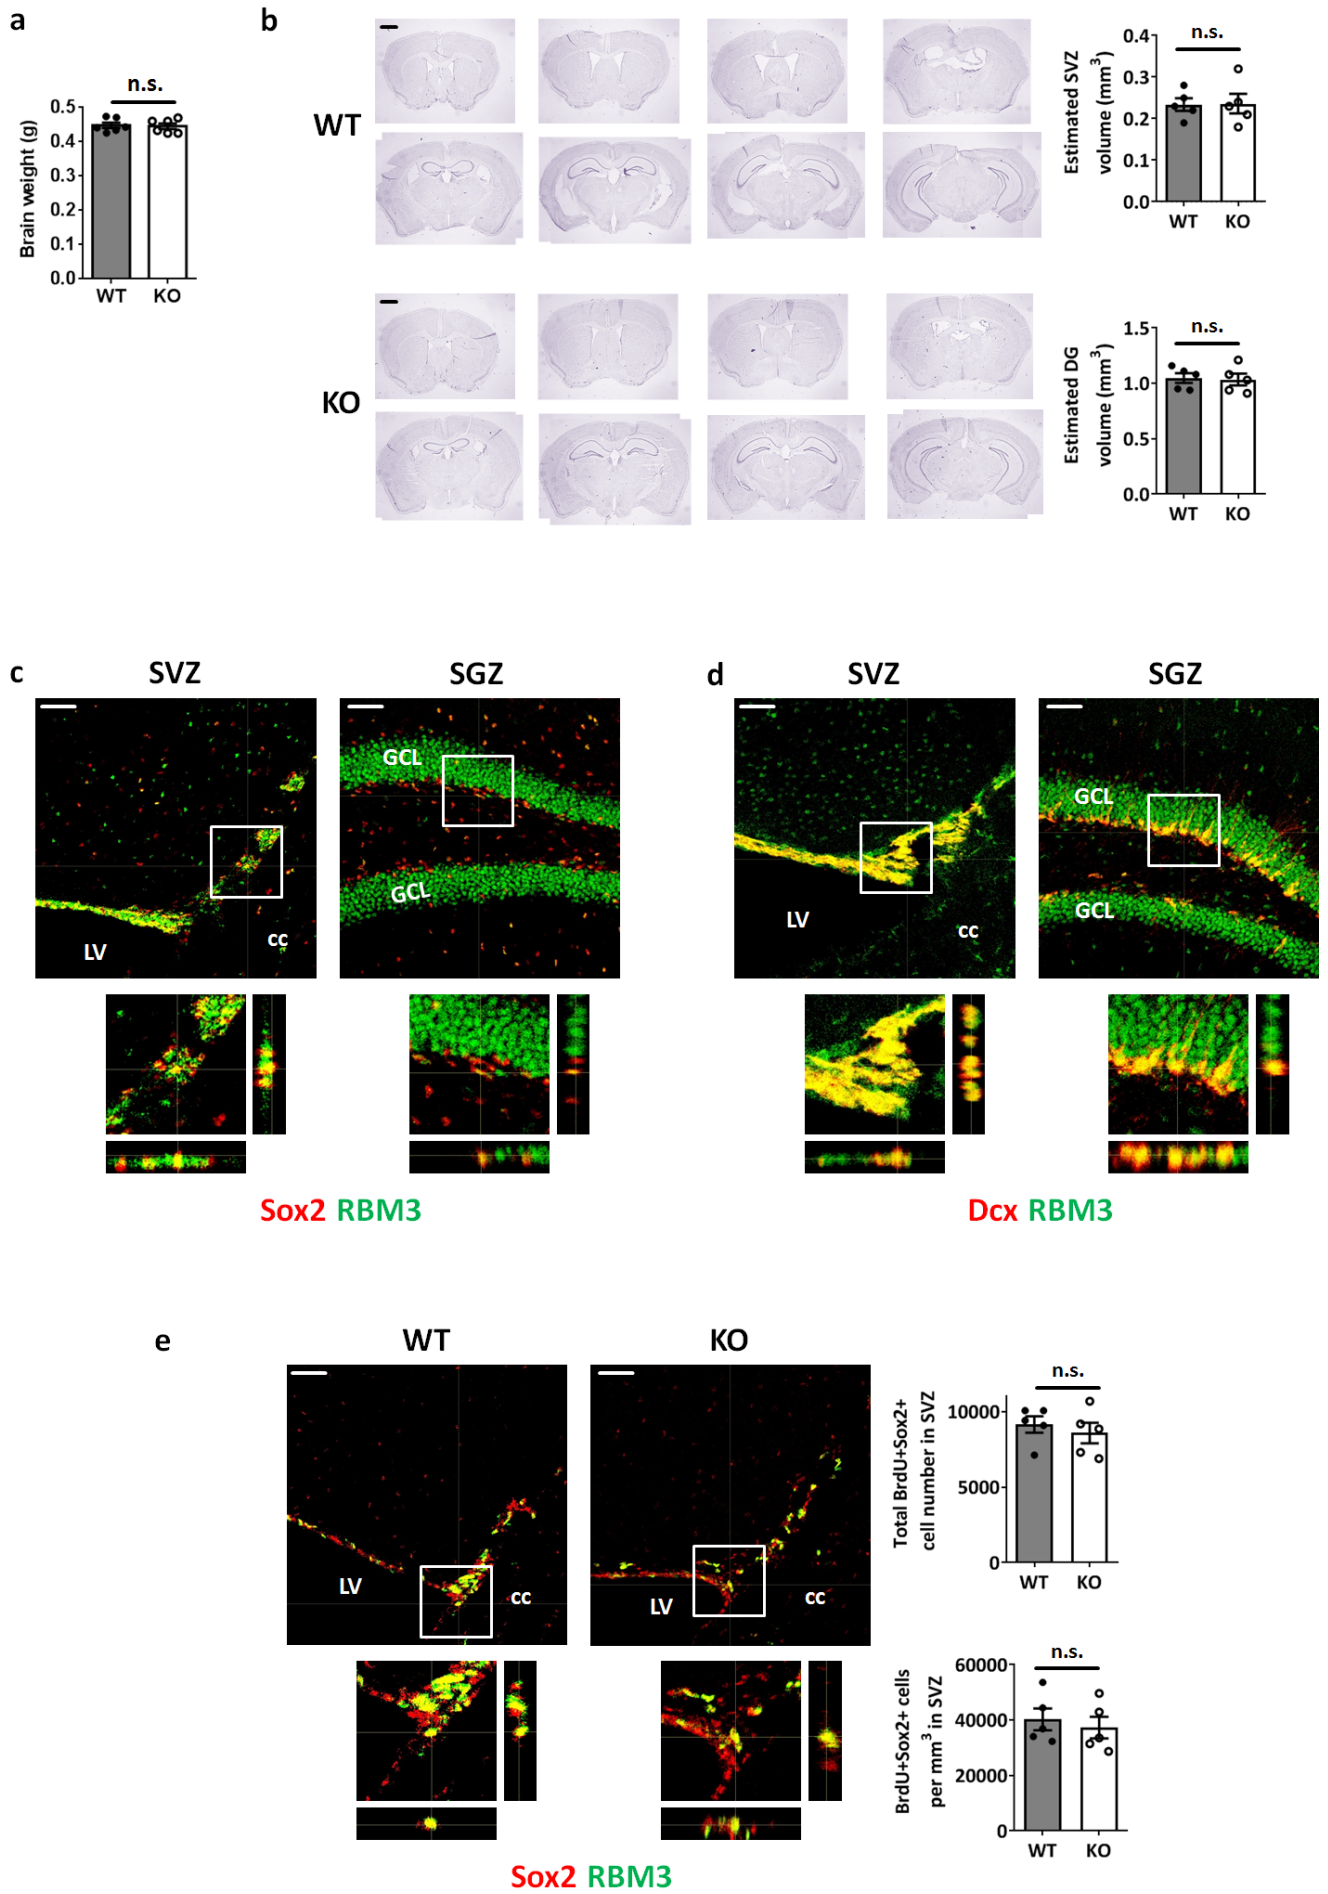 a
n.s.
Brain weight (g)
0.5
0.4
0.3
0.2
0.1
0.0
WT
KO
b
WT
KO
n.s.
Estimated SVZ
volume (mm³)
0.4
0.3
0.2
0.1
0.0
WT
KO
n.s.
Estimated DG
volume (mm³)
1.5
1.0
0.5
0.0
WT
KO
c
SVZ
SGZ
LV
cc
GCL
GCL
Sox2 RBM3
d
SVZ
SGZ
LV
cc
GCL
GCL
Dcx RBM3
e
WT
KO
LV
cc
LV
cc
Sox2 RBM3
n.s.
Total BrdU+Sox2+
cell number in SVZ
10000
5000
0
WT
KO
n.s.
BrdU+Sox2+ cells
per mm³ in SVZ
60000
40000
20000
0
WT
KO